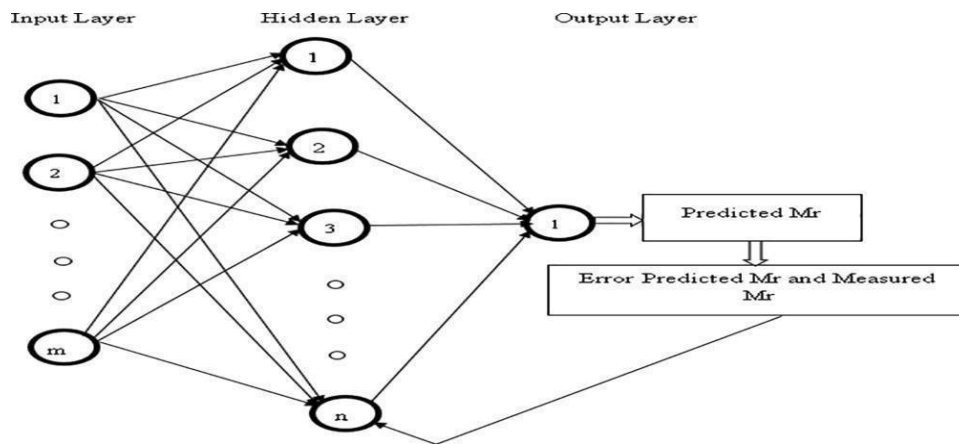 Input Layer
Hidden Layer
Output Layer
1
1
2
2
3
1
Predicted Mr
Error Predicted Mr and Measured
Mr
m
n